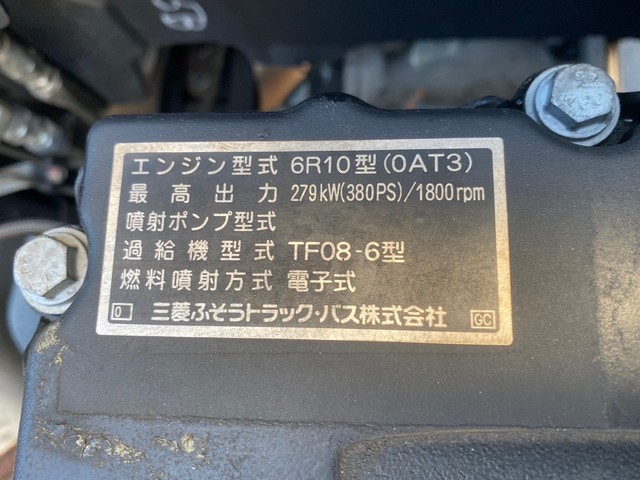 エンジン型式 6R10型(0AT3)
最高出力 279kW(380PS)/1800rpm
噴射ポンプ型式
過給機型式 TF08-6型
燃料噴射方式 電子式
0 三菱ふそうトラック・バス株式会社 GC